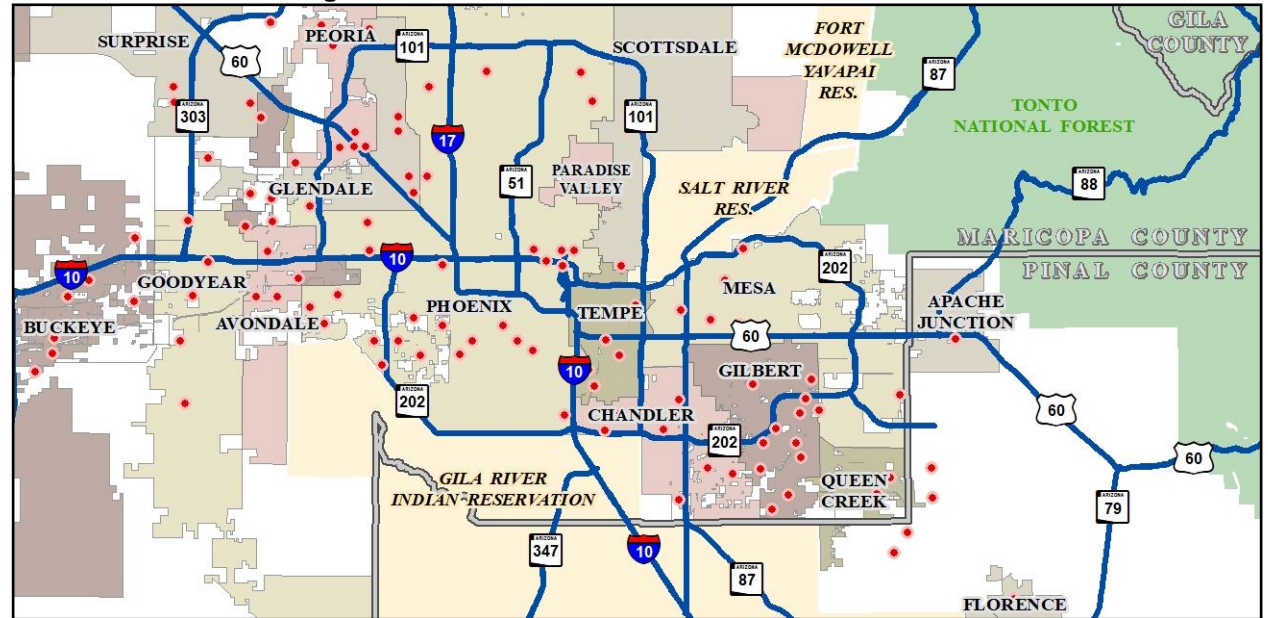 SURPRISE
PEORIA
ARIZONA
101
SCOTTSDALE
FORT
MCDOWELL
YAVAPAI
RES.
GILA
COUNTY
60
ARIZONA
87
ARIZONA
303
17
ARIZONA
101
TONTO
NATIONAL FOREST
ARIZONA
51
PARADISE
VALLEY
GLENDALE
SALT RIVER
RES.
ARIZONA
88
MARICOPA COUNTY
PINAL COUNTY
10
GOODYEAR
10
ARIZONA
202
MESA
BUCKEYE
AVONDALE
PHOENIX
TEMPE
APACHE
JUNCTION
60
10
GILBERT
ARIZONA
202
CHANDLER
60
ARIZONA
202
60
GILA RIVER
INDIAN RESERVATION
QUEEN
CREEK
ARIZONA
79
ARIZONA
347
10
ARIZONA
87
FLORENCE